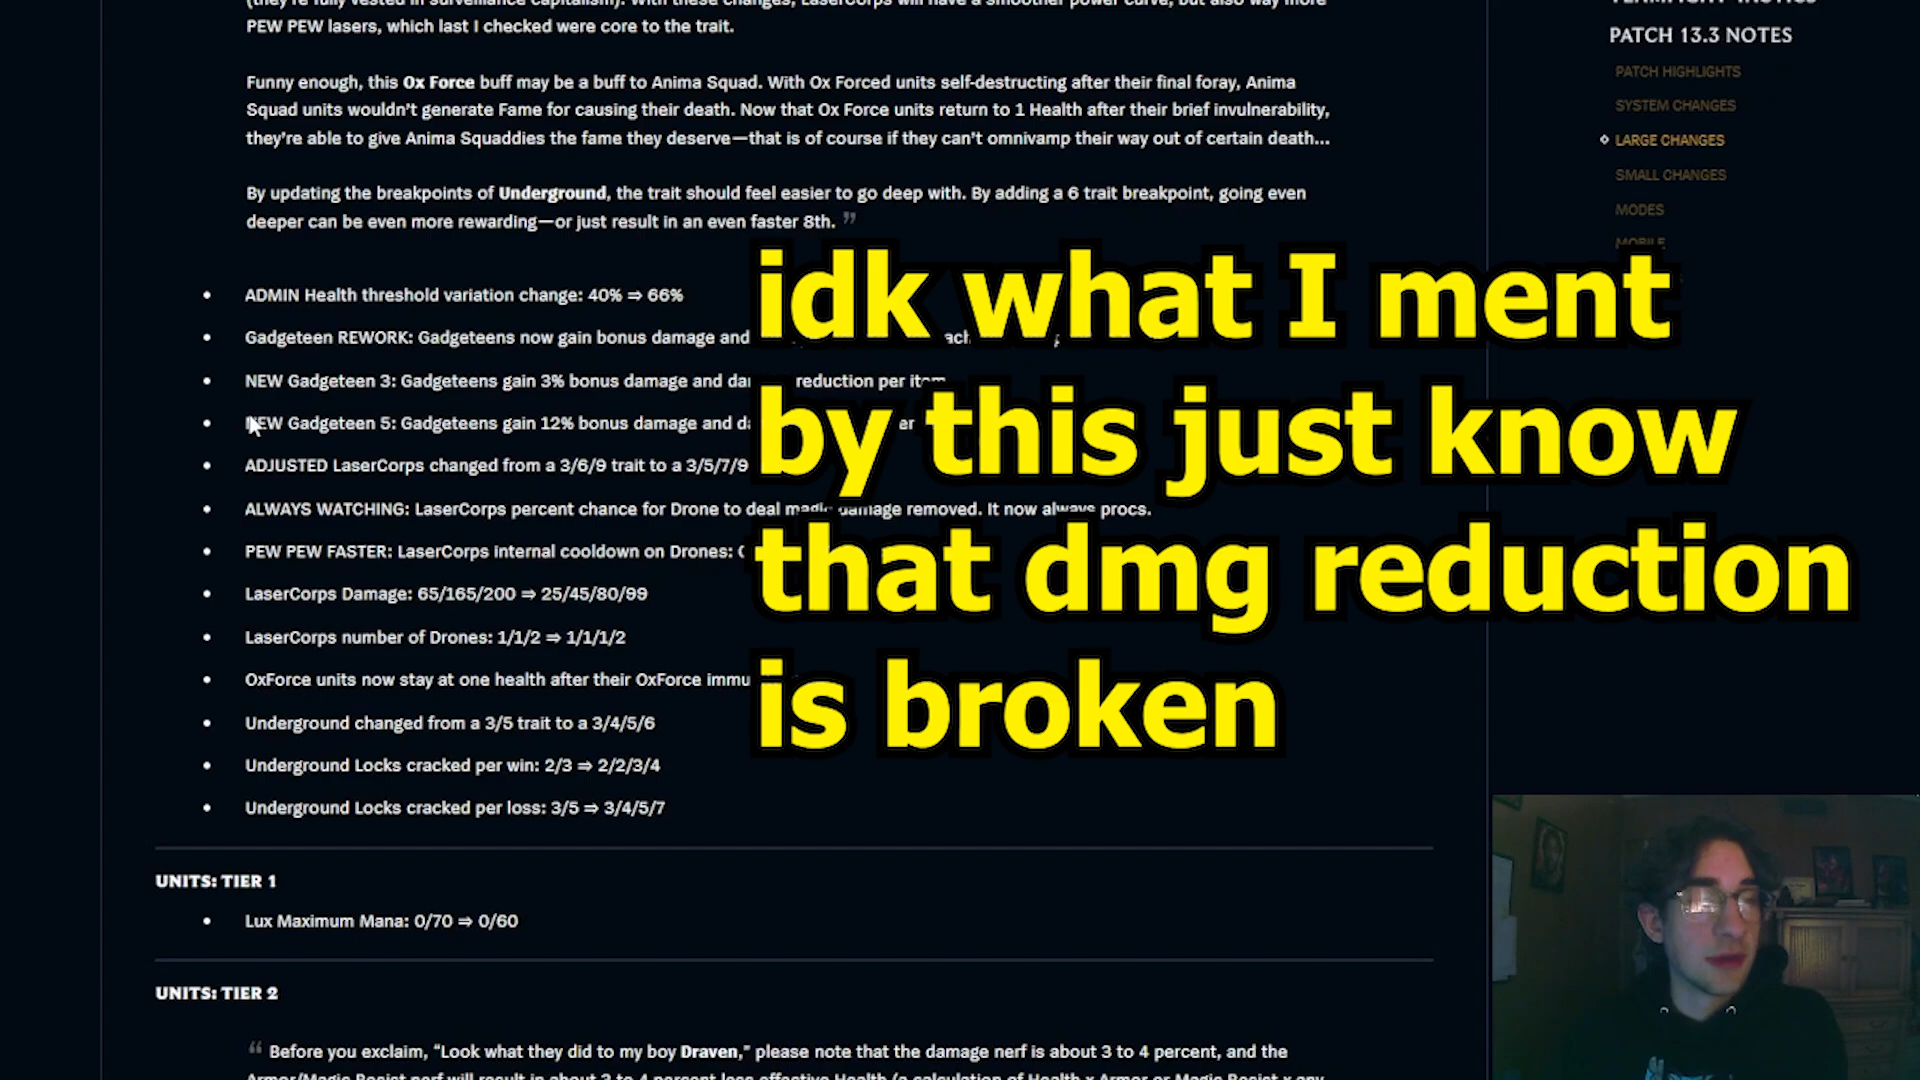 PEW PEW lasers, which last I checked were core to the trait.
Funny enough, this Ox Force buff may be a buff to Anima Squad. With Ox Forced units self-destructing after their final foray, Anima
Squad units wouldn't generate Fame for causing their death. Now that Ox Force units return to 1 Health after their brief invulnerability,
they're able to give Anima Squaddies the fame they deserve—that is of course if they can't omnivamp their way out of certain death...
By updating the breakpoints of Underground, the trait should feel easier to go deep with. By adding a 6 trait breakpoint, going even
deeper can be even more rewarding—or just result in an even faster 8th. ”
• ADMIN Health threshold variation change: 40% ⇒ 66%
• Gadgeteen REWORK: Gadgeteens now gain bonus damage and
• NEW Gadgeteen 3: Gadgeteens gain 3% bonus damage and reduction per item
• NEW Gadgeteen 5: Gadgeteens gain 12% bonus damage and
• ADJUSTED LaserCorps changed from a 3/6/9 trait to a 3/5/7/9
• ALWAYS WATCHING: LaserCorps percent chance for Drone to deal magic damage removed. It now always procs.
• PEW PEW FASTER: LaserCorps internal cooldown on Drones:
• LaserCorps Damage: 65/165/200 ⇒ 25/45/80/99
• LaserCorps number of Drones: 1/1/2 ⇒ 1/1/1/2
• OxForce units now stay at one health after their OxForce
• Underground changed from a 3/5 trait to a 3/4/5/6
• Underground Locks cracked per win: 2/3 ⇒ 2/2/3/4
• Underground Locks cracked per loss: 3/5 ⇒ 3/4/5/7
UNITS: TIER 1
• Lux Maximum Mana: 0/70 ⇒ 0/60
UNITS: TIER 2
“ Before you exclaim, “Look what they did to my boy Draven,” please note that the damage nerf is about 3 to 4 percent, and the
idk what I ment
by this just know
that dmg reduction
is broken
PATCH 13.3 NOTES
PATCH HIGHLIGHTS
SYSTEM CHANGES
LARGE CHANGES
SMALL CHANGES
MODES